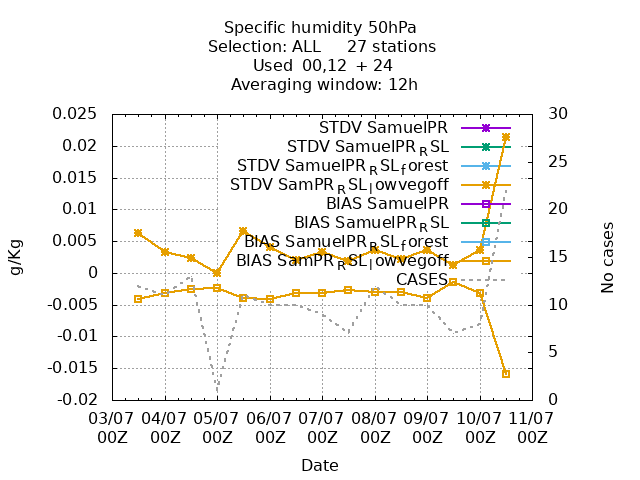 Specific humidity 50hPa
Selection: ALL 27 stations
Used 00,12 + 24
Averaging window: 12h
STDV SamuelPR
STDV SamuelPR_RSL
STDV SamuelPR_RSL_forest
STDV SamPR_RSL_lowvegoff
BIAS SamuelPR
BIAS SamuelPR_RSL
BIAS SamuelPR_RSL_forest
BIAS SamPR_RSL_lowvegoff
CASES
0.025
0.02
0.015
0.01
0.005
0
-0.005
-0.01
-0.015
-0.02
g/Kg
30
25
20
15
10
5
0
No cases
03/07 04/07 05/07 06/07 07/07 08/07 09/07 10/07 11/07
00Z 00Z 00Z 00Z 00Z 00Z 00Z 00Z 00Z
Date